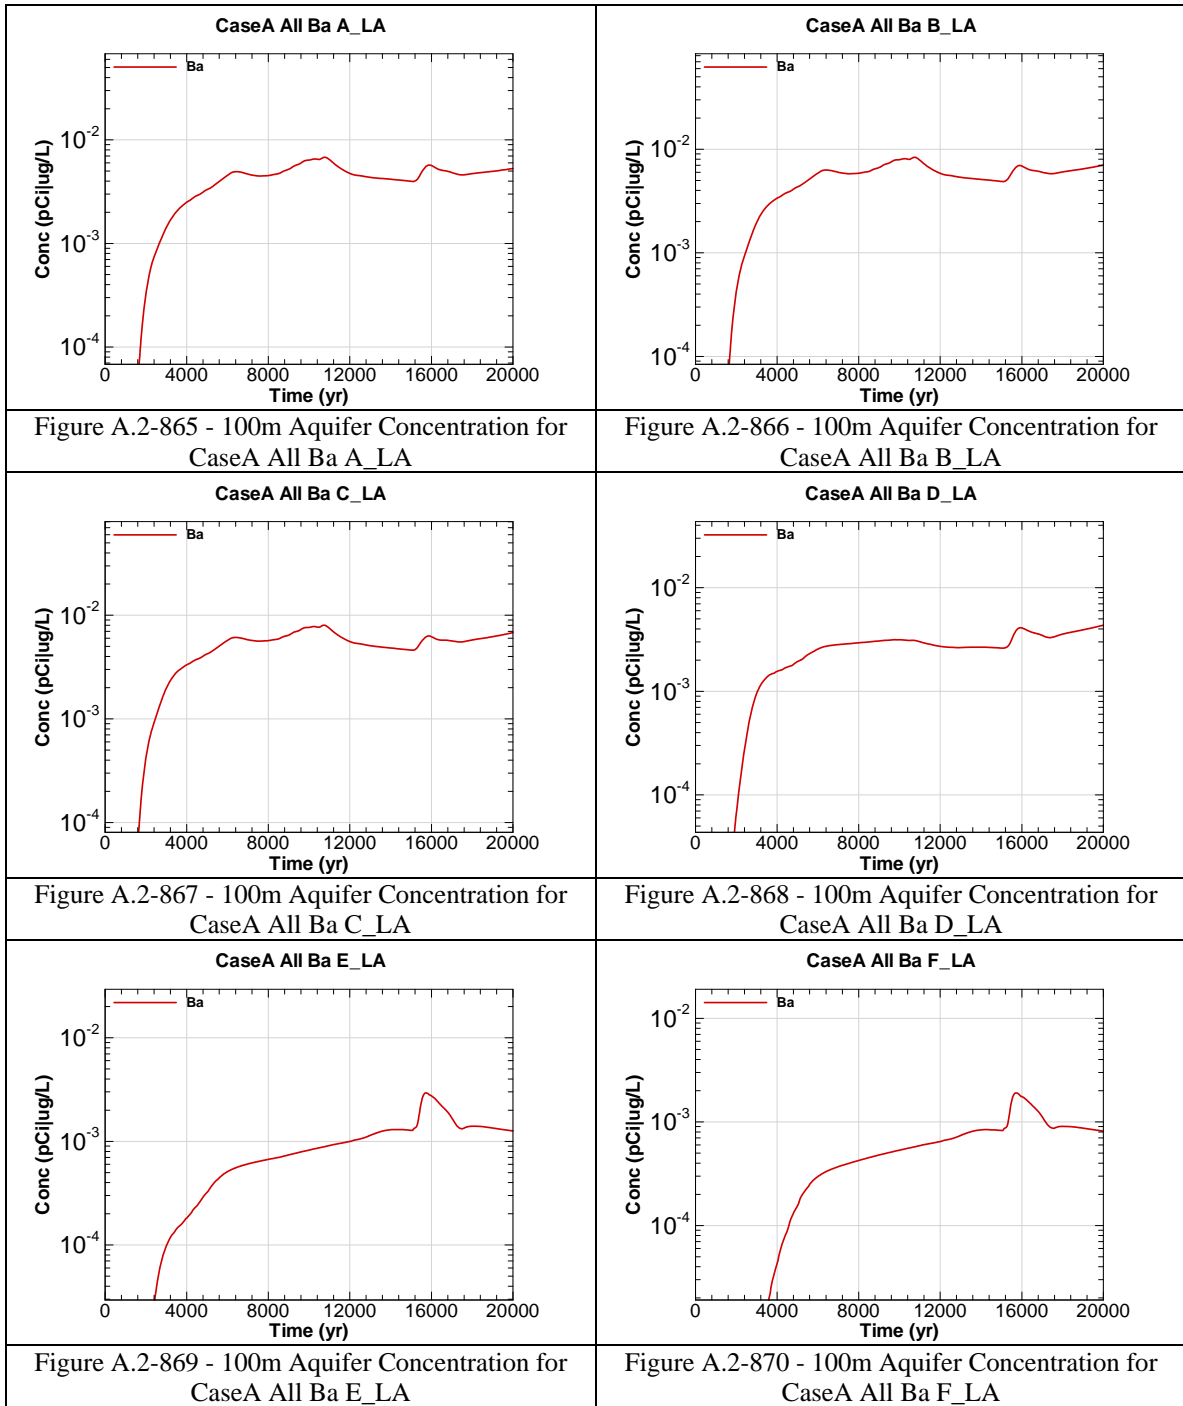 CaseA All Ba A_LA
Ba
Conc (pCi|ug/L)
10-2
10-3
10-4
0 4000 8000 12000 16000 20000
Time (yr)
Figure A.2-865 - 100m Aquifer Concentration for
CaseA All Ba A_LA
CaseA All Ba B_LA
Ba
Conc (pCi|ug/L)
10-2
10-3
10-4
0 4000 8000 12000 16000 20000
Time (yr)
Figure A.2-866 - 100m Aquifer Concentration for
CaseA All Ba B_LA
CaseA All Ba C_LA
Ba
Conc (pCi|ug/L)
10-2
10-3
10-4
0 4000 8000 12000 16000 20000
Time (yr)
Figure A.2-867 - 100m Aquifer Concentration for
CaseA All Ba C_LA
CaseA All Ba D_LA
Ba
Conc (pCi|ug/L)
10-2
10-3
10-4
0 4000 8000 12000 16000 20000
Time (yr)
Figure A.2-868 - 100m Aquifer Concentration for
CaseA All Ba D_LA
CaseA All Ba E_LA
Ba
Conc (pCi|ug/L)
10-2
10-3
10-4
0 4000 8000 12000 16000 20000
Time (yr)
Figure A.2-869 - 100m Aquifer Concentration for
CaseA All Ba E_LA
CaseA All Ba F_LA
Ba
Conc (pCi|ug/L)
10-2
10-3
10-4
0 4000 8000 12000 16000 20000
Time (yr)
Figure A.2-870 - 100m Aquifer Concentration for
CaseA All Ba F_LA